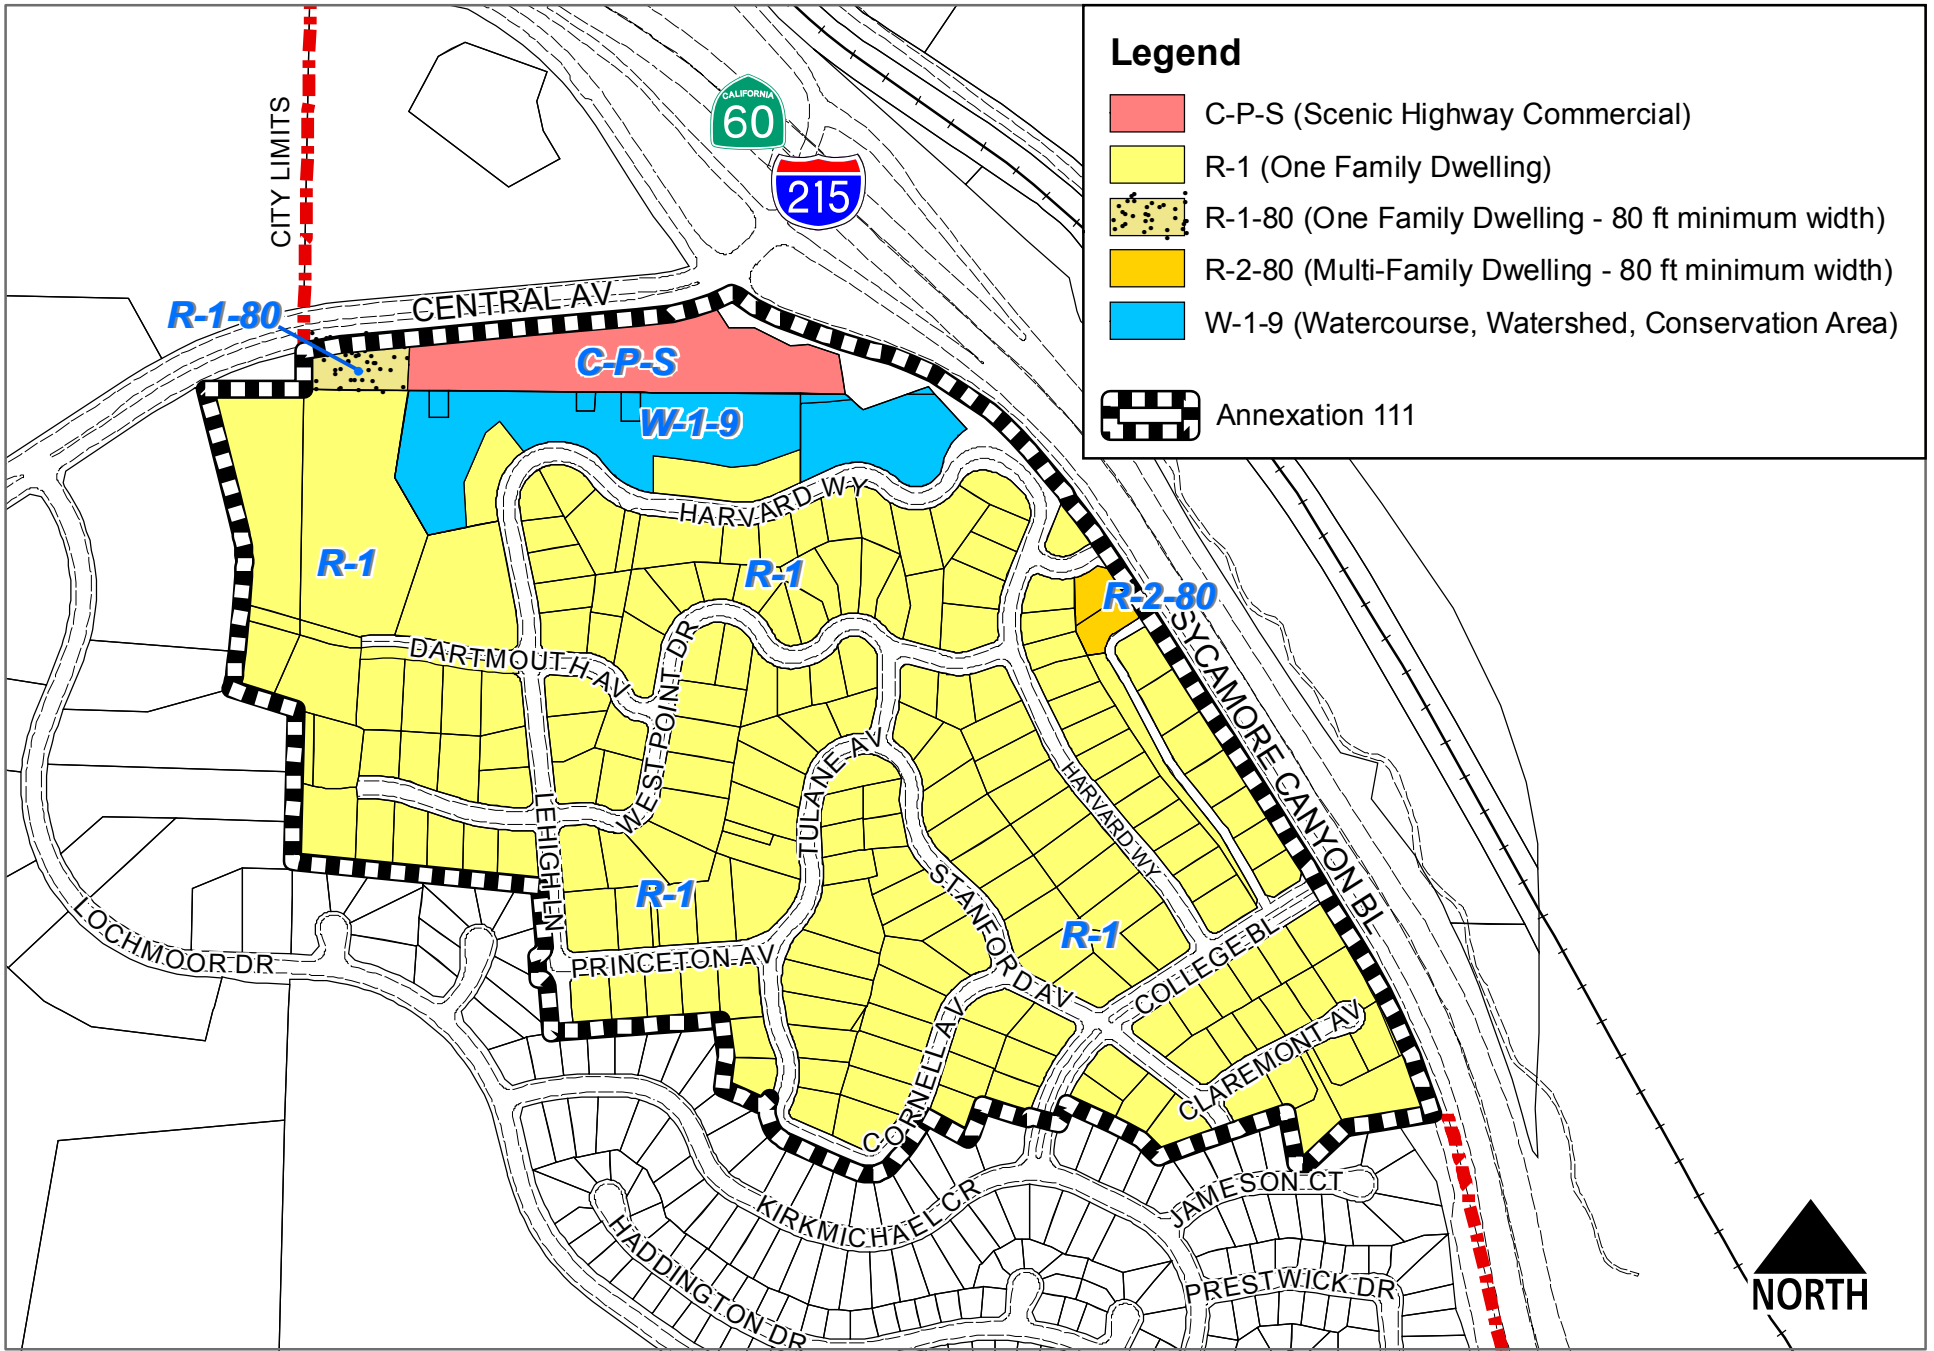 Legend
C-P-S (Scenic Highway Commercial)
R-1 (One Family Dwelling)
R-1-80 (One Family Dwelling - 80 ft minimum width)
R-2-80 (Multi-Family Dwelling - 80 ft minimum width)
W-1-9 (Watercourse, Watershed, Conservation Area)
Annexation 111
CALIFORNIA
60
215
CITY LIMITS
R-1-80
CENTRAL AV
C-P-S
W-1-9
HARVARD WY
R-1
R-1
R-2-80
SYCAMORE CANYON BL
DARTMOUTH AV
WEST POINT DR
TULANE AV
HARVARD WY
LEHIGH LN
STANFORD AV
R-1
R-1
LOCHMOOR DR
PRINCETON AV
COLLEGE BL
CORNELL AV
CLAREMONT AV
KIRKMICHAEL CR
JAMESON CT
HADDINGTON DR
PRESTWICK DR
NORTH